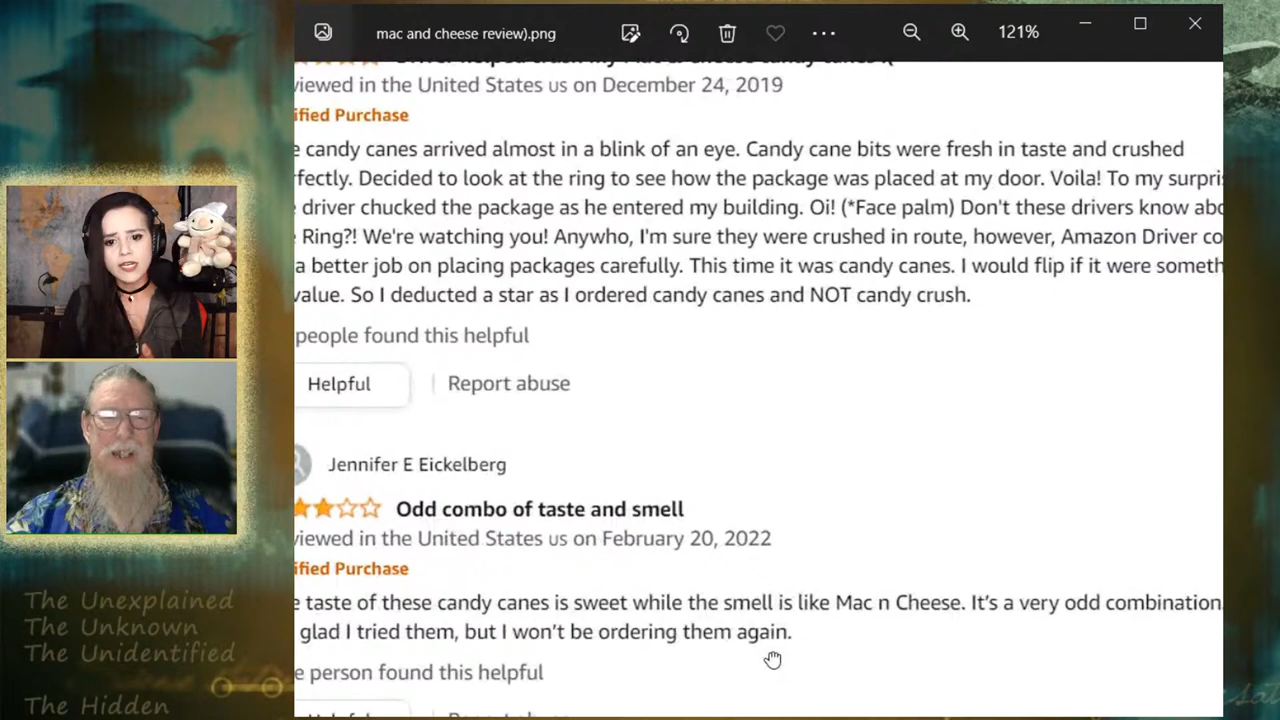 mac and cheese review).png
121%
viewed in the United States US on December 24, 2019
ified Purchase
e candy canes arrived almost in a blink of an eye. Candy cane bits were fresh in taste and crushed
rfectly. Decided to look at the ring to see how the package was placed at my door. Voila! To my surpri
e driver chucked the package as he entered my building. Oi! (*Face palm) Don't these drivers know abo
e Ring?! We're watching you! Anywho, I'm sure they were crushed in route, however, Amazon Driver co
a better job on placing packages carefully. This time it was candy canes. I would flip if it were someth
value. So I deducted a star as I ordered candy canes and NOT candy crush.
people found this helpful
Helpful
Report abuse
Jennifer E Eickelberg
Odd combo of taste and smell
viewed in the United States US on February 20, 2022
ified Purchase
e taste of these candy canes is sweet while the smell is like Mac n Cheese. It's a very odd combination.
glad I tried them, but I won't be ordering them again.
e person found this helpful
The Unexplained
The Unknown
The Unidentified
The Hidden